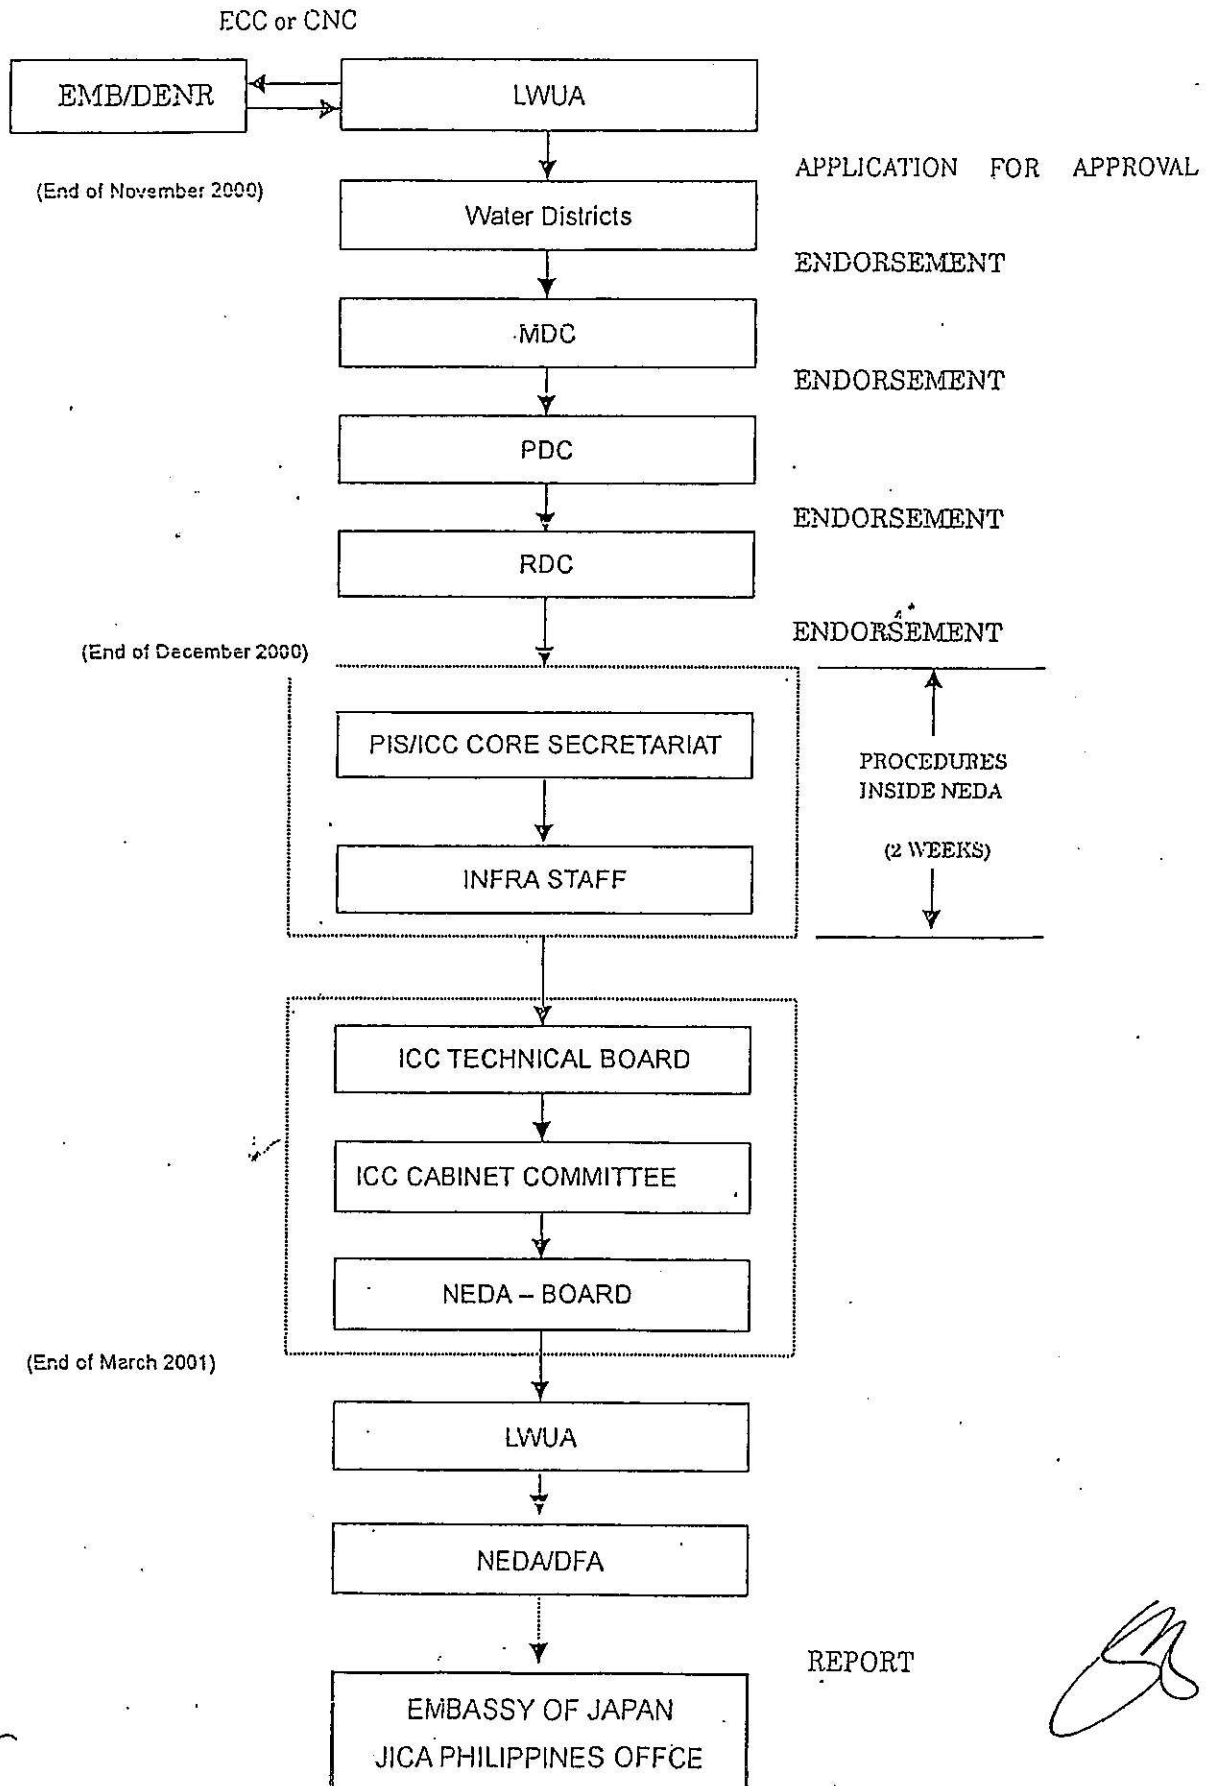 ECC or CNC
EMB/DENR
LWUA
APPLICATION FOR APPROVAL
(End of November 2000)
Water Districts
ENDORSEMENT
MDC
ENDORSEMENT
PDC
ENDORSEMENT
RDC
ENDORSEMENT
(End of December 2000)
PIS/ICC CORE SECRETARIAT
PROCEDURES
INSIDE NEDA
(2 WEEKS)
INFRA STAFF
ICC TECHNICAL BOARD
ICC CABINET COMMITTEE
NEDA – BOARD
(End of March 2001)
LWUA
NEDA/DFA
REPORT
EMBASSY OF JAPAN
JICA PHILIPPINES OFFCE